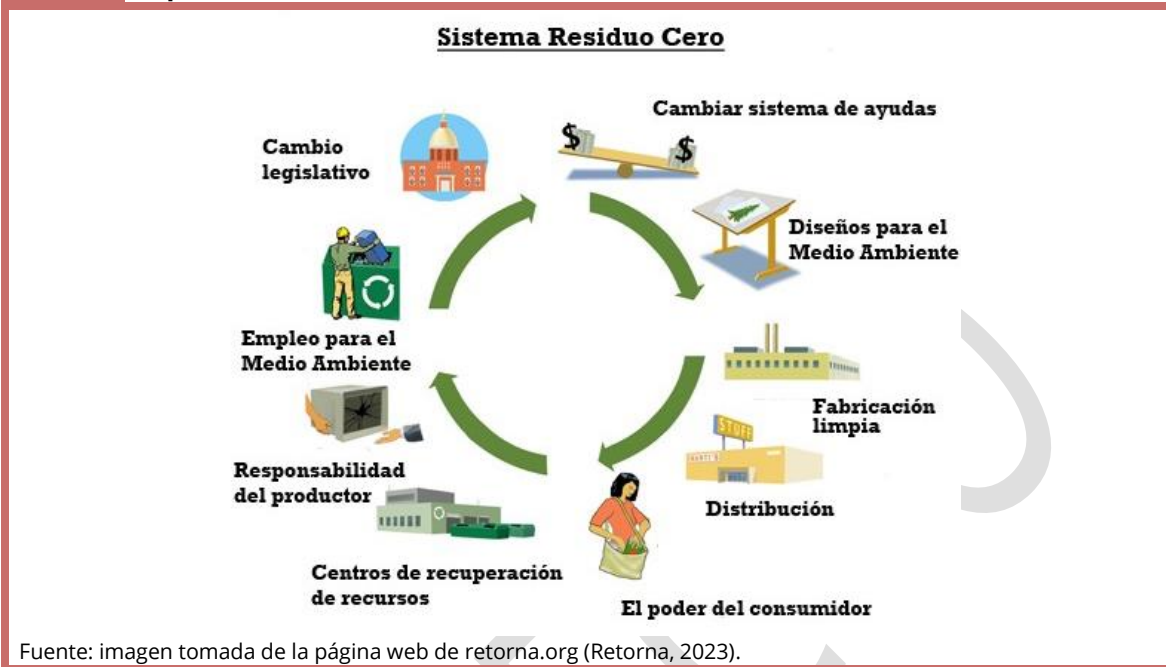 Sistema Residuo Cero
Cambiar sistema de ayudas
$
$
Cambio
legislativo
Diseños para el
Medio Ambiente
Empleo para el
Medio Ambiente
Fabricación
limpia
STUFF
Responsabilidad
del productor
Distribución
Centros de recuperación
de recursos
El poder del consumidor
Fuente: imagen tomada de la página web de retorna.org (Retorna, 2023).